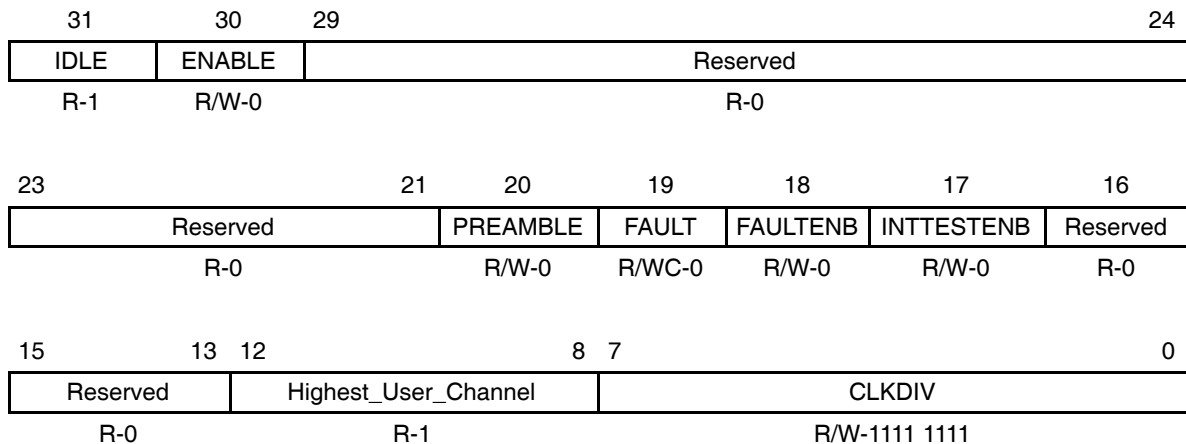 31 30 29 24
IDLE ENABLE Reserved
R-1 R/W-0 R-0
23 21 20 19 18 17 16
Reserved PREAMBLE FAULT FAULTENB INTTESTENB Reserved
R-0 R/W-0 R/WC-0 R/W-0 R/W-0 R-0
15 13 12 8 7 0
Reserved Highest_User_Channel CLKDIV
R-0 R-1 R/W-1111 1111